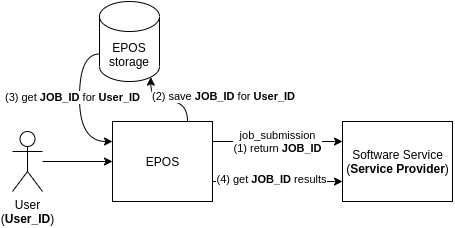 EPOS
storage
(3) get JOB_ID for User_ID
(2) save JOB_ID for User_ID
job_submission
(1) return JOB_ID
EPOS
Software Service
(Service Provider)
(4) get JOB_ID results
User
(User_ID)